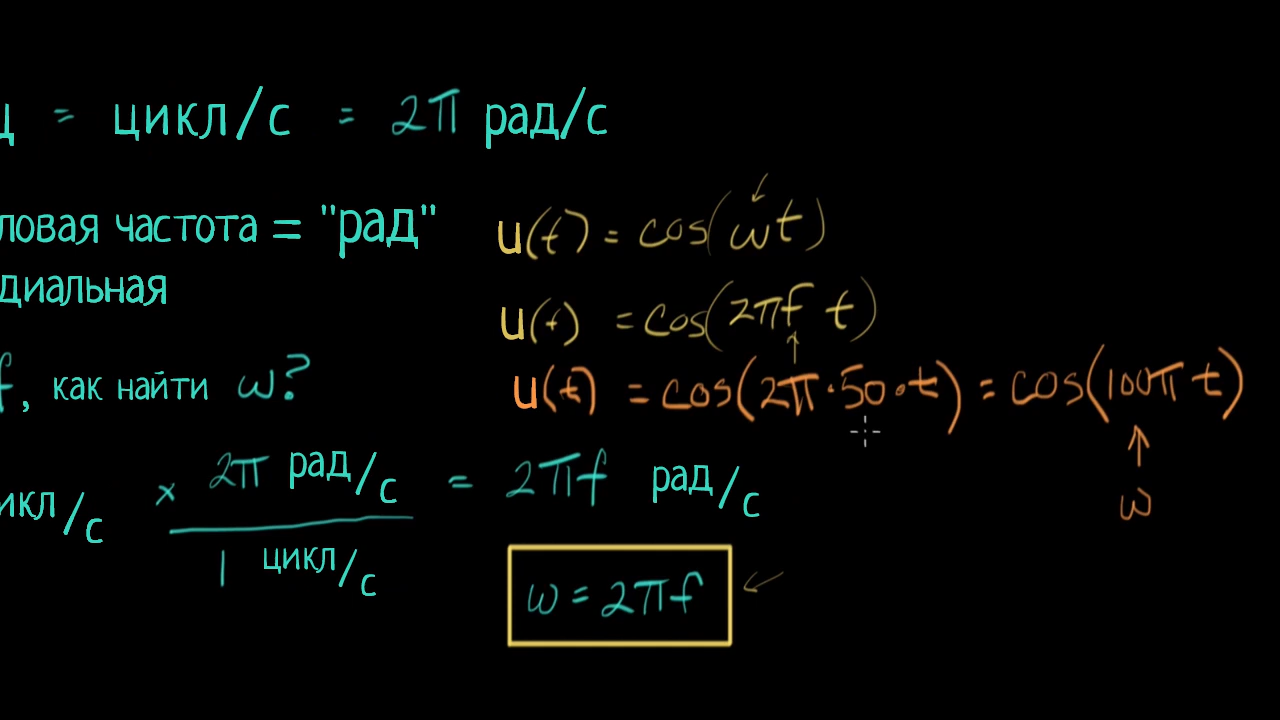 ц = цикл/с = 2π рад/с
ловая частота = "рад"
диальная
u(t) = cos(ωt)
u(t) = cos(2πf t)
f, как найти ω?
u(t) = cos(2π·50·t) = cos(100π t)
ω
икл/с × 2π рад/с = 2πf рад/с
1 цикл/с
ω = 2πf